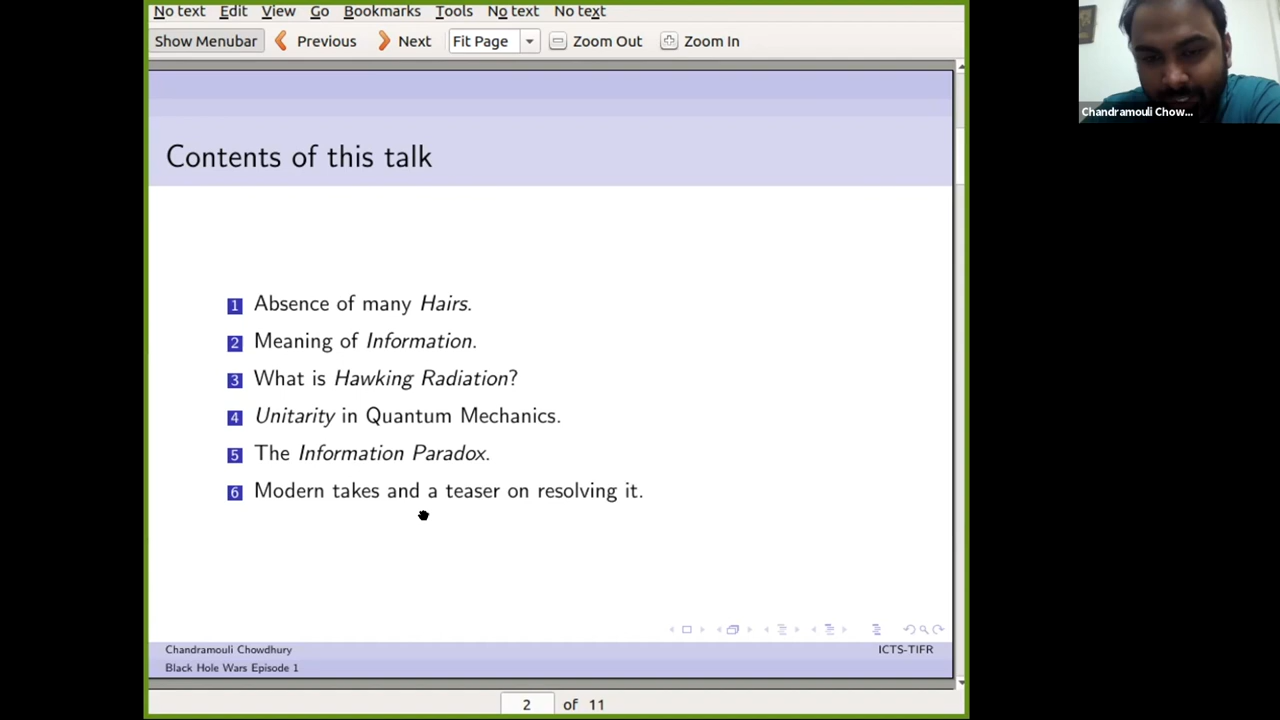 No text Edit View Go Bookmarks Tools No text No text
Show Menubar Previous Next Fit Page Zoom Out Zoom In
Chandramouli Chow...
Contents of this talk
1 Absence of many Hairs.
2 Meaning of Information.
3 What is Hawking Radiation?
4 Unitarity in Quantum Mechanics.
5 The Information Paradox.
6 Modern takes and a teaser on resolving it.
Chandramouli Chowdhury ICTS-TIFR
Black Hole Wars Episode 1
2 of 11